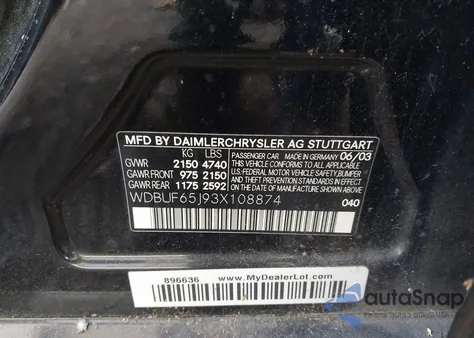 MFD BY DAIMLERCHRYSLER AG STUTTGART
KG LBS
GVWR 2150 4740
GAWR FRONT 975 2150
GAWR REAR 1175 2592
PASSENGER CAR MADE IN GERMANY 06/03
THIS VEHICLE CONFORMS TO ALL APPLICABLE
U.S. FEDERAL MOTOR VEHICLE SAFETY, BUMPER
AND THEFT PREVENTION STANDARDS IN EFFECT
ON THE DATE OF MANUFACTURE SHOWN ABOVE
WDBUF65J93X108874
040
896636 www.MyDealerLot.com
autoSnap